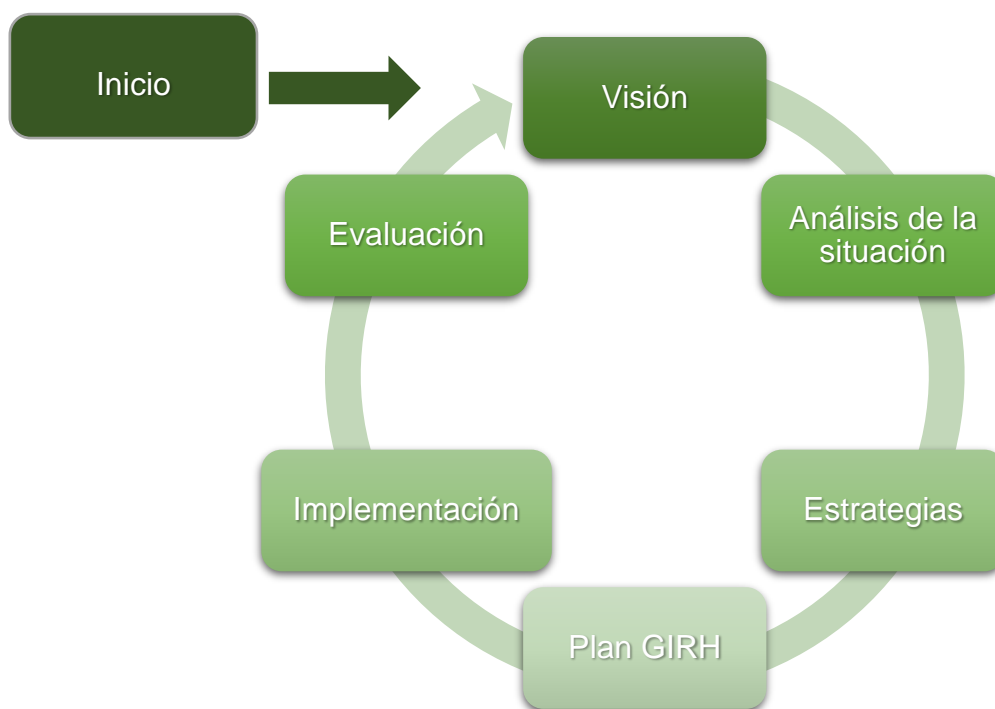 Inicio
Visión
Análisis de la
situación
Estrategias
Plan GIRH
Implementación
Evaluación